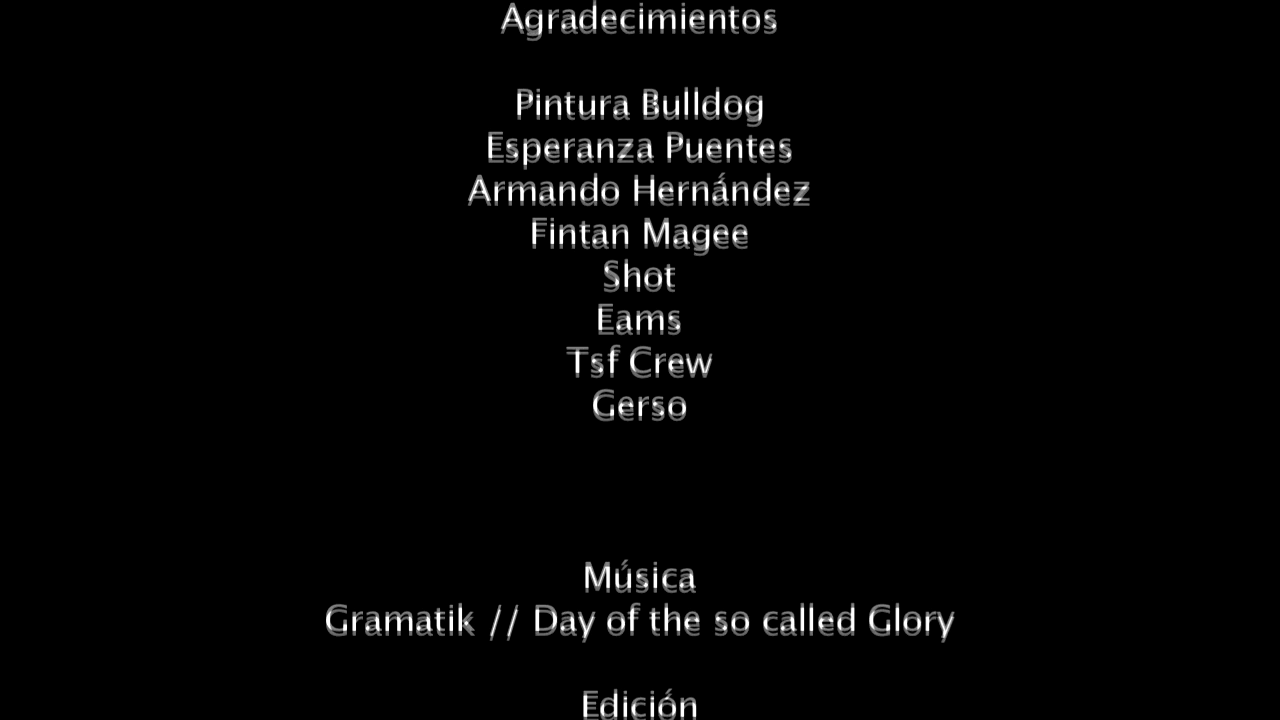 Agradecimientos
Pintura Bulldog
Esperanza Puentes
Armando Hernández
Fintan Magee
Shot
Eams
Tsf Crew
Gerso
Música
Gramatik // Day of the so called Glory
Edición